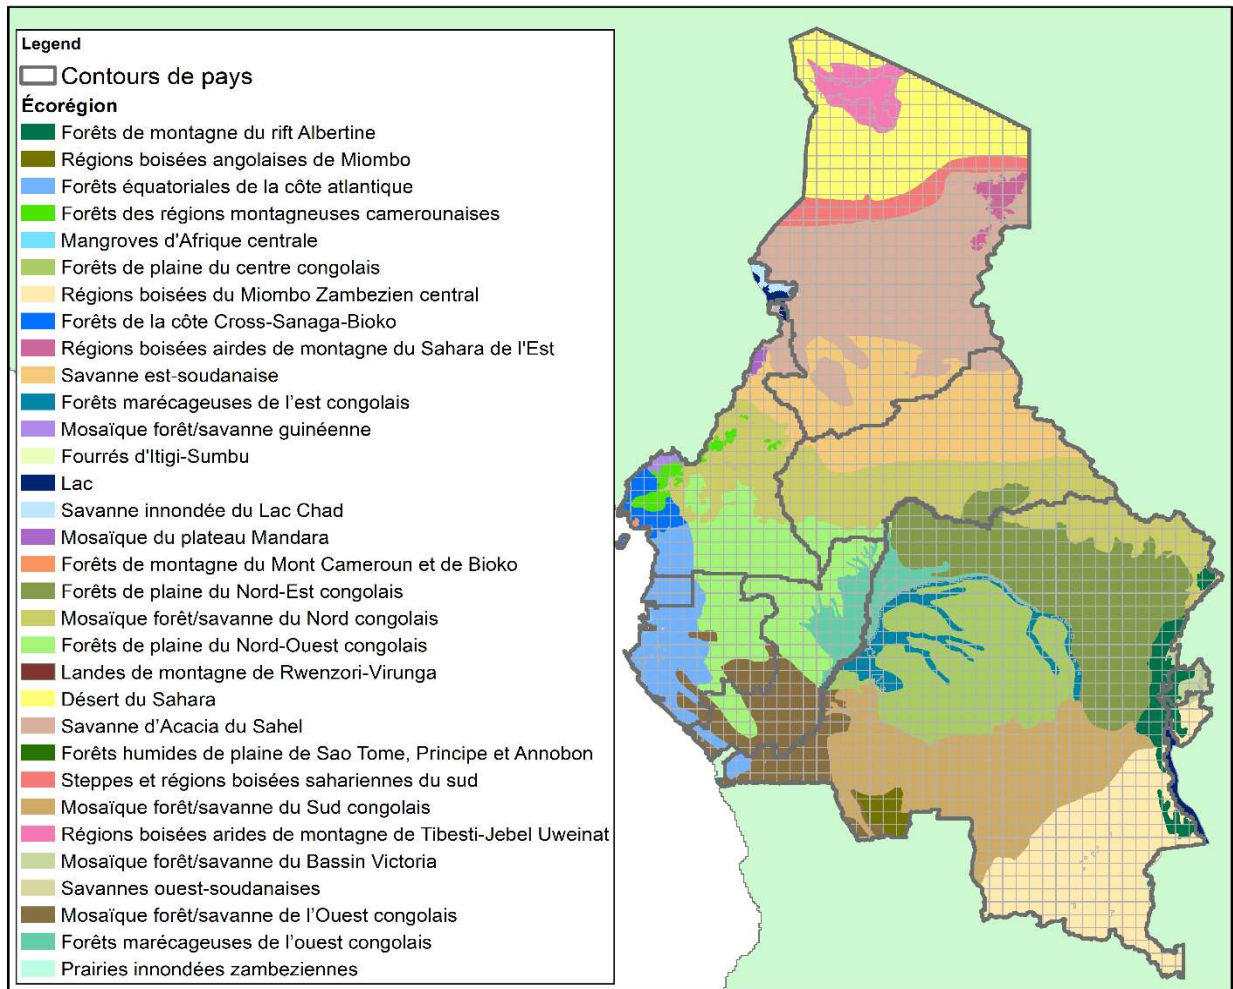 Legend
Contours de pays
Écorégion
Forêts de montagne du rift Albertine
Régions boisées angolaises de Miombo
Forêts équatoriales de la côte atlantique
Forêts des régions montagneuses camerounaises
Mangroves d'Afrique centrale
Forêts de plaine du centre congolais
Régions boisées du Miombo Zambezien central
Forêts de la côte Cross-Sanaga-Bioko
Régions boisées airdes de montagne du Sahara de l'Est
Savanne est-soudanaise
Forêts marécageuses de l’est congolais
Mosaïque forêt/savanne guinéenne
Fourrés d'Itigi-Sumbu
Lac
Savanne innondée du Lac Chad
Mosaïque du plateau Mandara
Forêts de montagne du Mont Cameroun et de Bioko
Forêts de plaine du Nord-Est congolais
Mosaïque forêt/savanne du Nord congolais
Forêts de plaine du Nord-Ouest congolais
Landes de montagne de Rwenzori-Virunga
Désert du Sahara
Savanne d’Acacia du Sahel
Forêts humides de plaine de Sao Tome, Principe et Annobon
Steppes et régions boisées sahariennes du sud
Mosaïque forêt/savanne du Sud congolais
Régions boisées arides de montagne de Tibesti-Jebel Uweinat
Mosaïque forêt/savanne du Bassin Victoria
Savannes ouest-soudanaises
Mosaïque forêt/savanne de l’Ouest congolais
Forêts marécageuses de l’ouest congolais
Prairies innondées zambeziennes